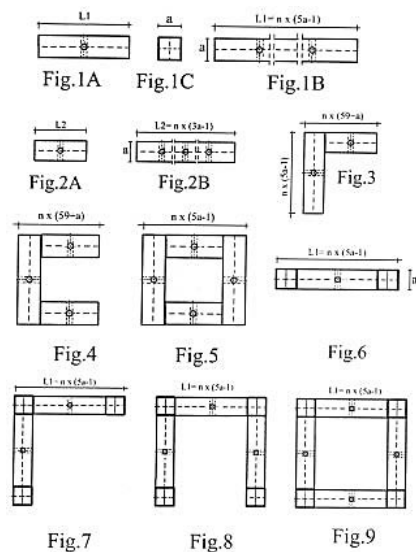 L1
a
L1= n x (5a-1)
a
Fig.1A
Fig.1C
Fig.1B
L2
L2= n x (3a-1)
a
Fig.2A
Fig.2B
n x (59-a)
n x (5a-1)
Fig.3
n x (59-a)
n x (5a-1)
L1= n x (5a-1)
a
Fig.4
Fig.5
Fig.6
L1= n x (5a-1)
L1= n x (5a-1)
L1= n x (5a-1)
Fig.7
Fig.8
Fig.9